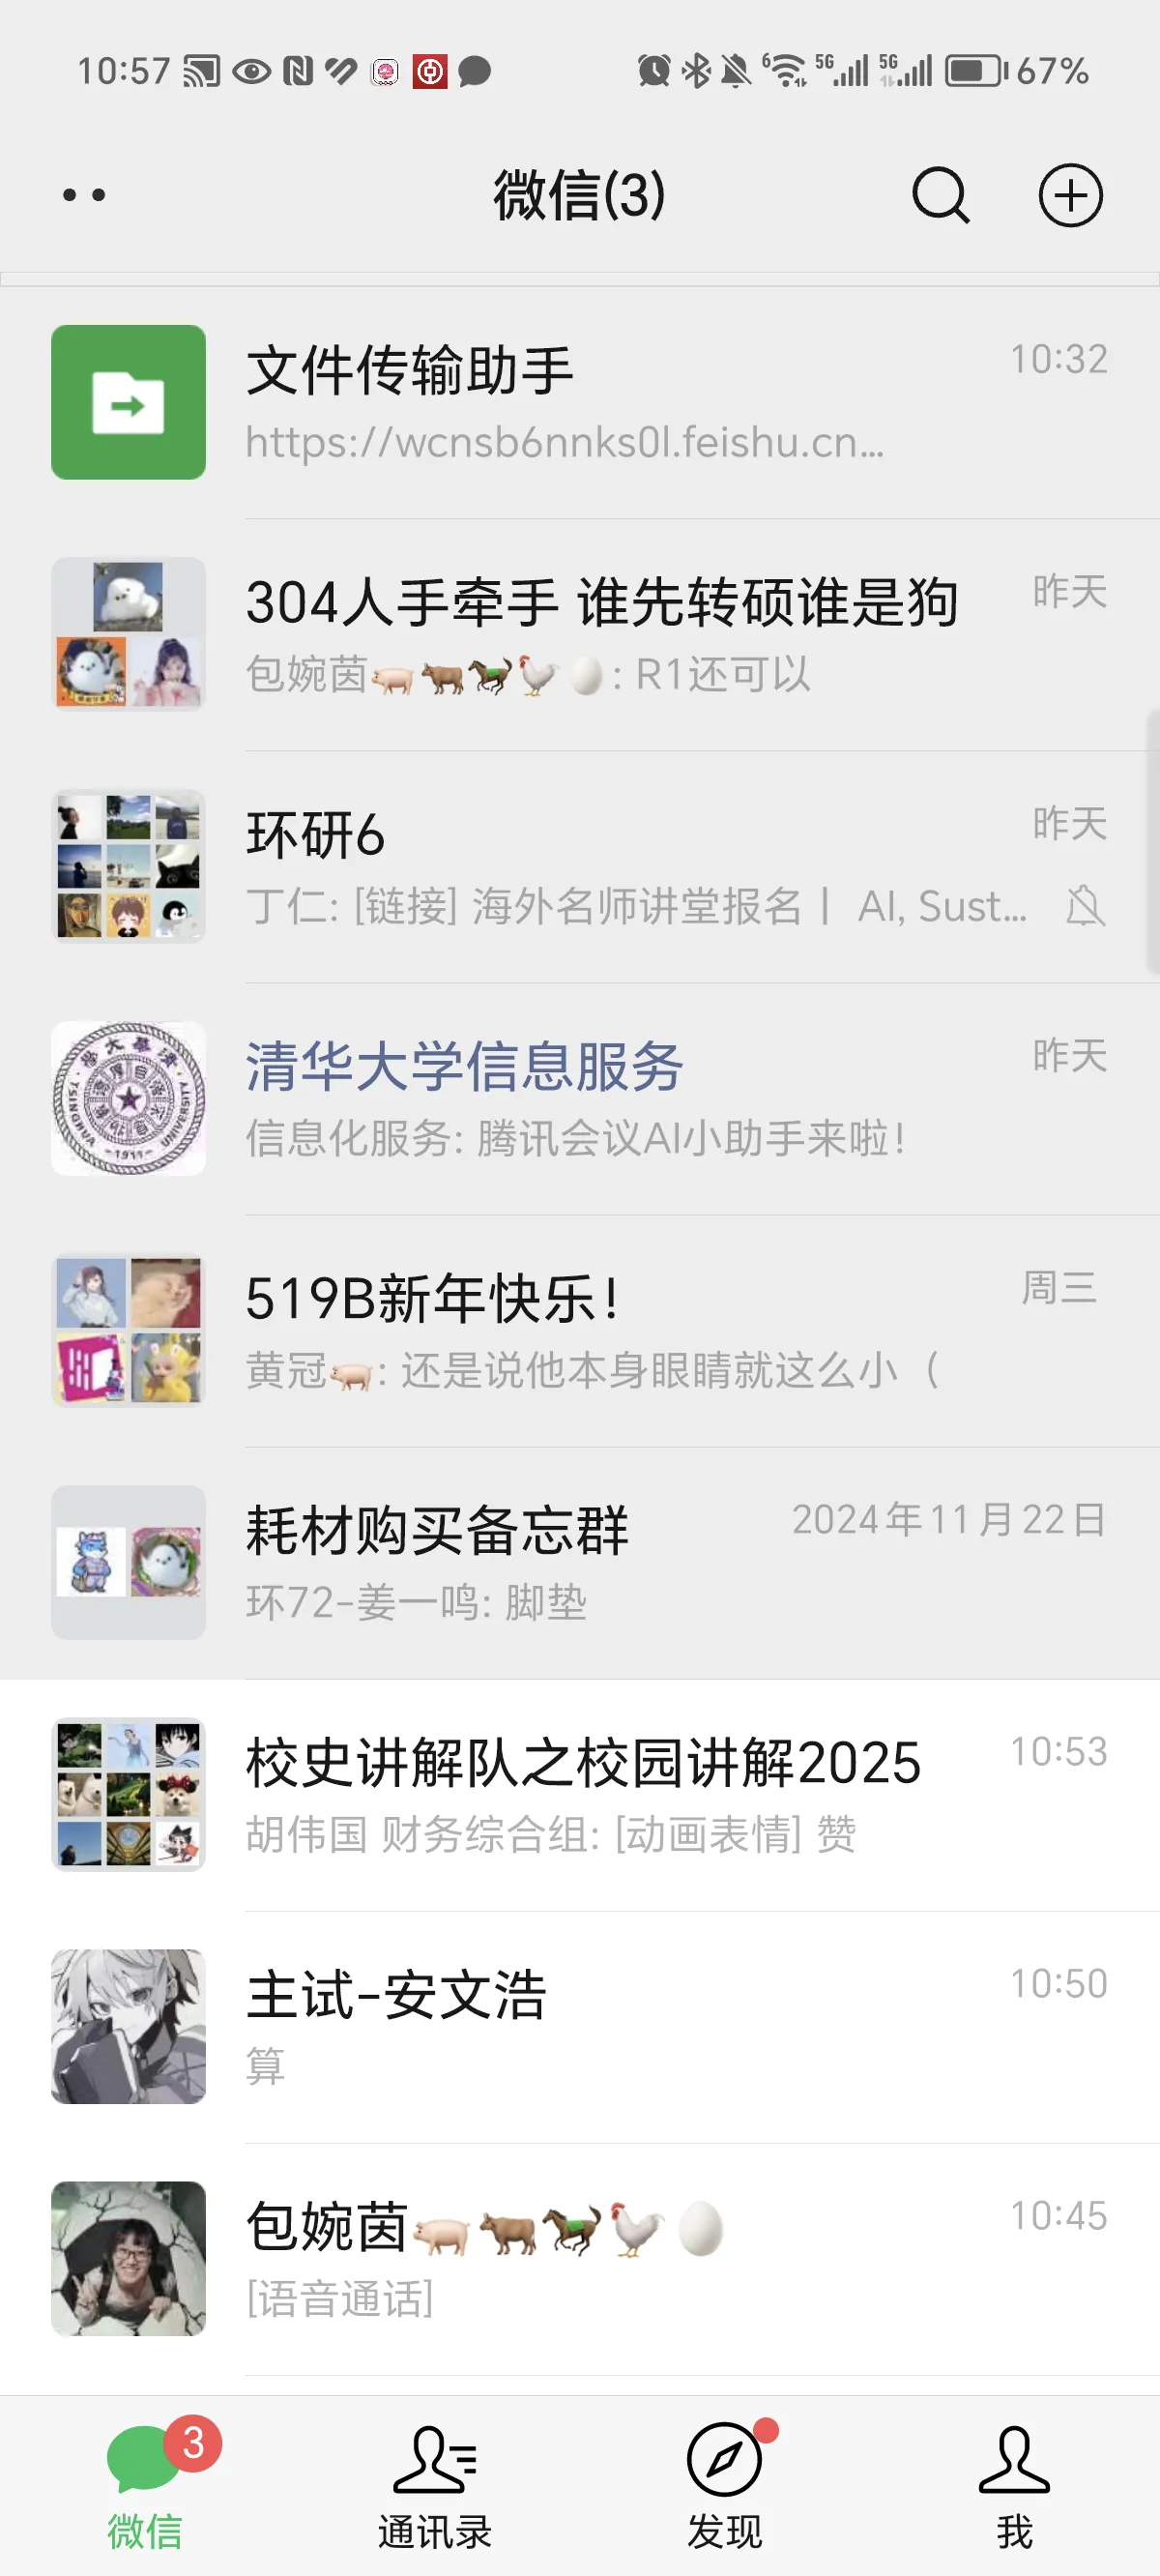 10:57
6 5G 5G 67%
微信(3)
文件传输助手 10:32
https://wcnsb6nnks0l.feishu.cn...
304人手牵手 谁先转硕谁是狗 昨天
包婉茵🐖🐂🐎🐓🥚: R1还可以
环研6 昨天
丁仁: [链接] 海外名师讲堂报名丨 AI, Sust...
清华大学信息服务 昨天
信息化服务: 腾讯会议AI小助手来啦!
TSINGHUA UNIVERSITY
-1911-
519B新年快乐! 周三
黄冠🐖: 还是说他本身眼睛就这么小（
耗材购买备忘群 2024年11月22日
环72-姜一鸣: 脚垫
校史讲解队之校园讲解2025 10:53
胡伟国 财务综合组: [动画表情] 赞
主试-安文浩 10:50
算
包婉茵🐖🐂🐎🐓🥚 10:45
[语音通话]
3
微信 通讯录 发现 我